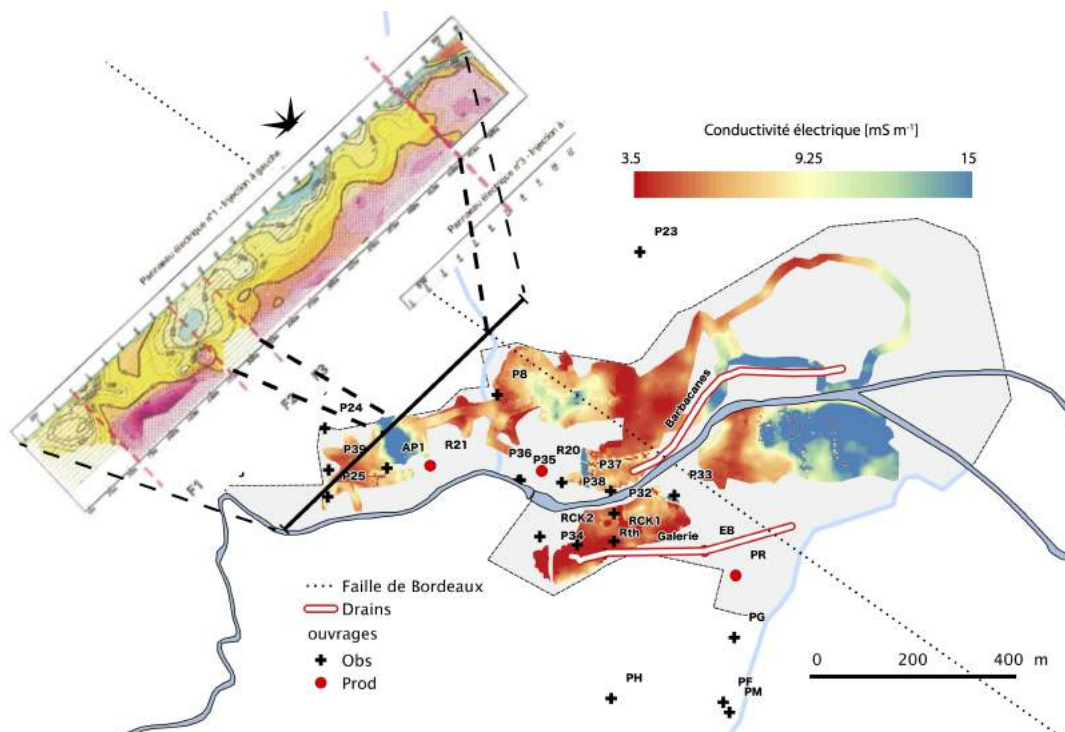 Conductivité électrique [mS m⁻¹]
3.5
9.25
15
Panneau électrique n°1 - Injection à gauche
Panneau électrique n°3 - Injection à
P23
P8
Barbacanes
P24
F3
F2
F1
P39
AP1
R21
P25
P36
P35
R20
P37
P38
P33
P32
RCK2
RCK1
P34
Rth
Galerie
EB
PR
PG
PH
PF
PM
Faille de Bordeaux
Drains
ouvrages
Obs
Prod
0
200
400
m